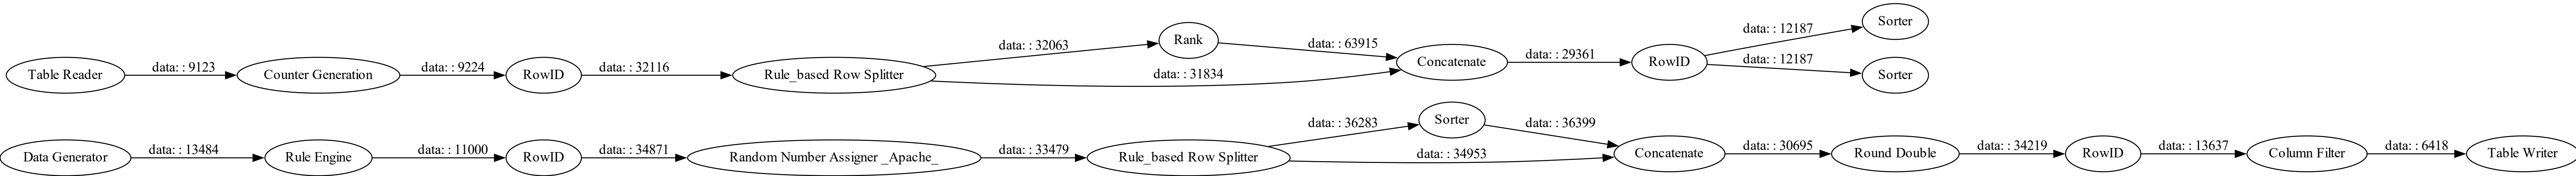 Table Reader
data: : 9123
Counter Generation
data: : 9224
RowID
data: : 32116
Rule_based Row Splitter
data: : 32063
Rank
data: : 63915
data: : 31834
Concatenate
data: : 29361
RowID
data: : 12187
Sorter
data: : 12187
Sorter
Data Generator
data: : 13484
Rule Engine
data: : 11000
RowID
data: : 34871
Random Number Assigner _Apache_
data: : 33479
Rule_based Row Splitter
data: : 36283
Sorter
data: : 36399
data: : 34953
Concatenate
data: : 30695
Round Double
data: : 34219
RowID
data: : 13637
Column Filter
data: : 6418
Table Writer